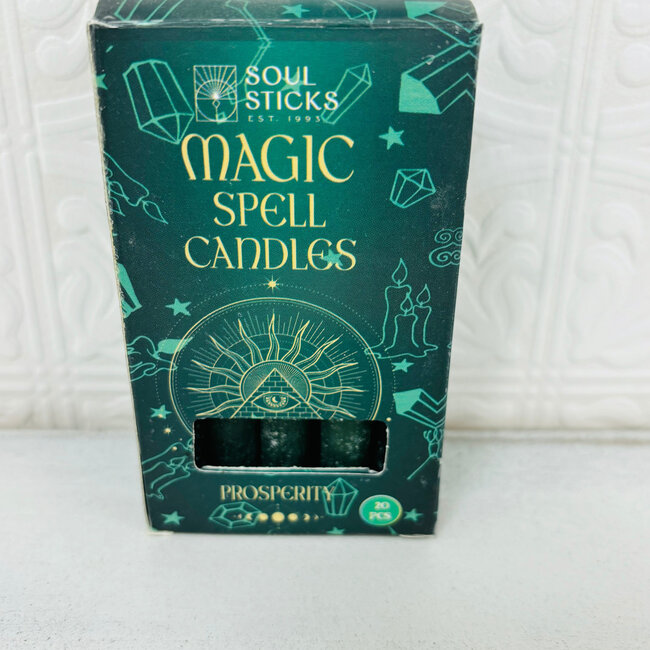 SOUL
STICKS
EST. 1993
MAGIC
SPELL
CANDLES
PROSPERITY
20
PCS